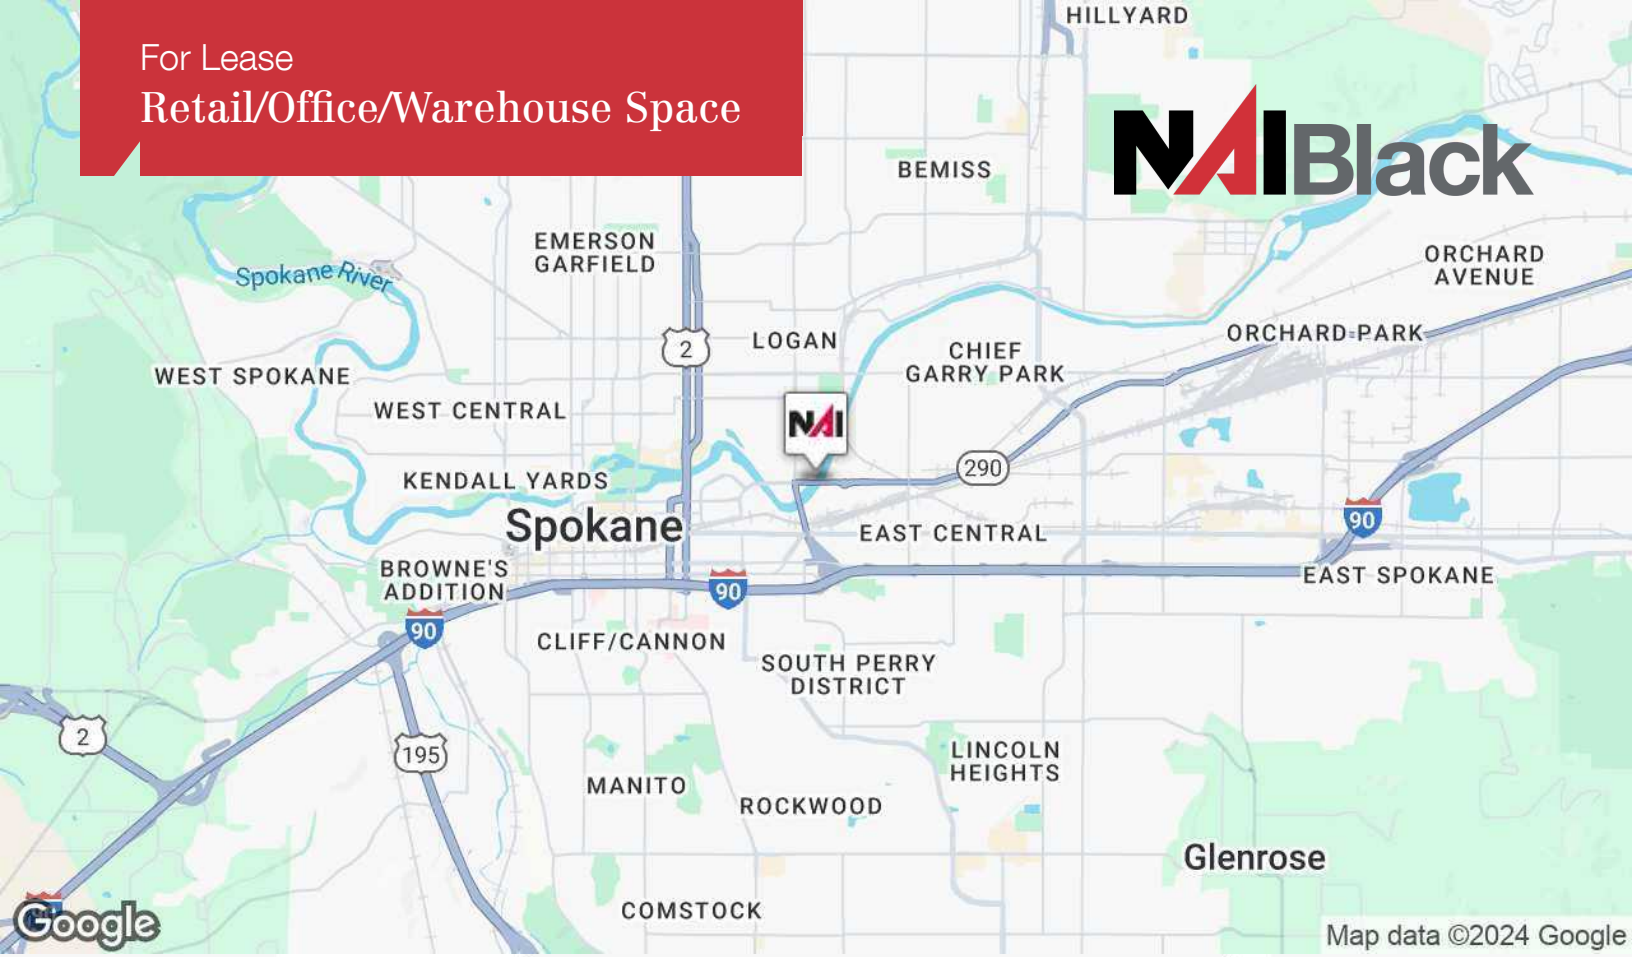 For Lease
Retail/Office/Warehouse Space
NAIBlack
HILLYARD
BEMISS
EMERSON
GARFIELD
ORCHARD
AVENUE
Spokane River
2
LOGAN
ORCHARD PARK
CHIEF
GARRY PARK
WEST SPOKANE
WEST CENTRAL
NAI
290
KENDALL YARDS
Spokane
EAST CENTRAL
90
BROWNE'S
ADDITION
EAST SPOKANE
90
90
CLIFF/CANNON
SOUTH PERRY
DISTRICT
2
195
LINCOLN
HEIGHTS
MANITO
ROCKWOOD
Glenrose
COMSTOCK
Google
Map data ©2024 Google